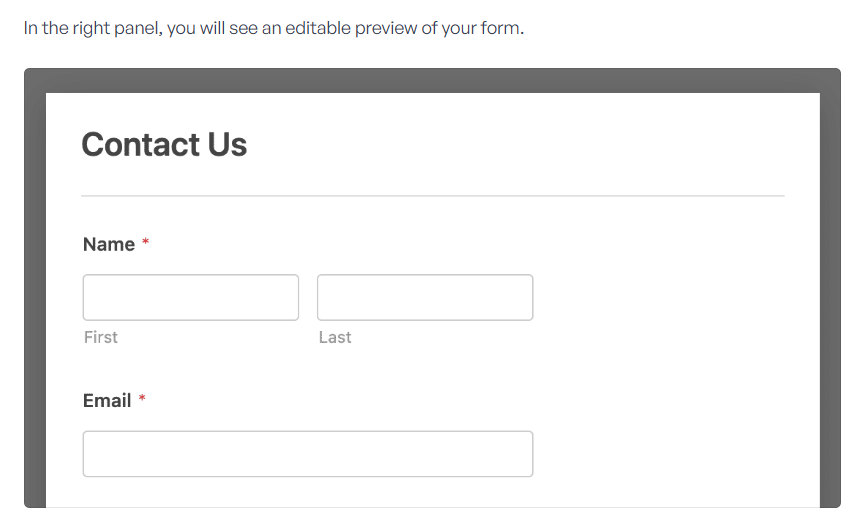 In the right panel, you will see an editable preview of your form.
Contact Us
Name *
First Last
Email *